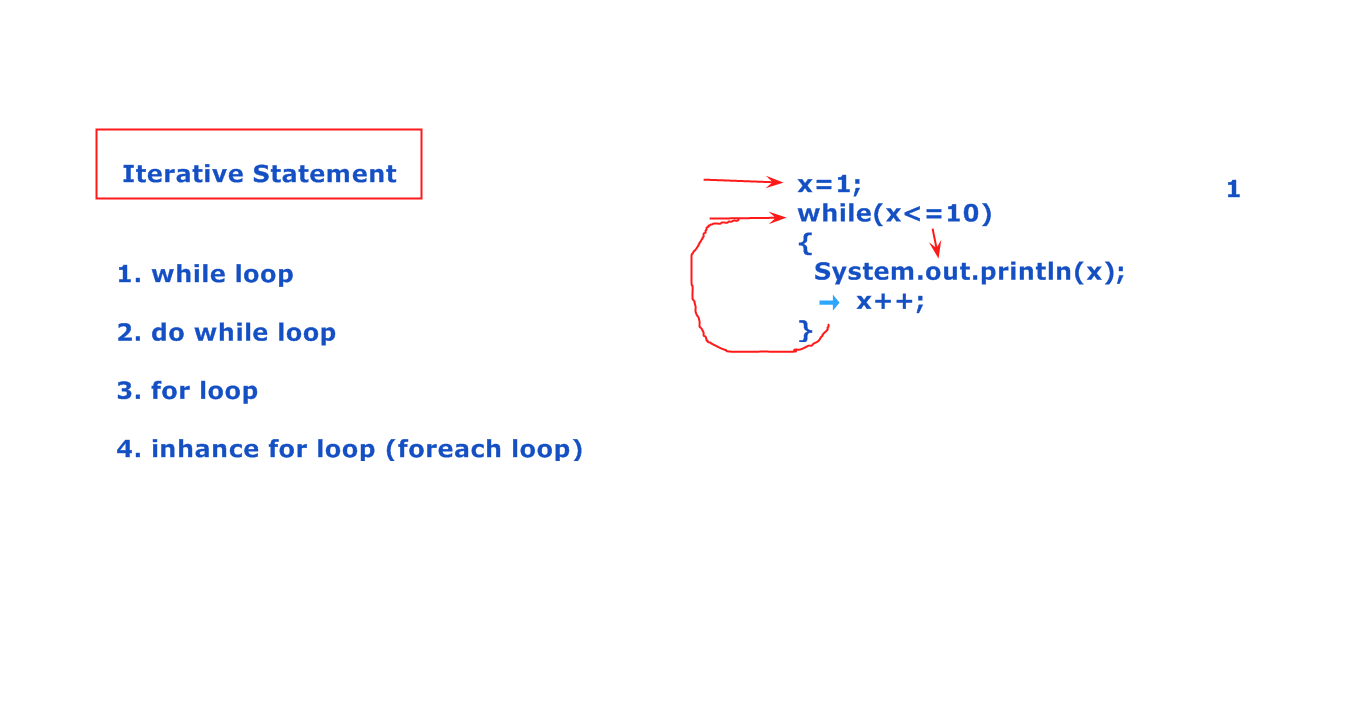 Iterative Statement
1. while loop
2. do while loop
3. for loop
4. inhance for loop (foreach loop)
x=1;
while(x<=10)
{
System.out.println(x);
x++;
}
1